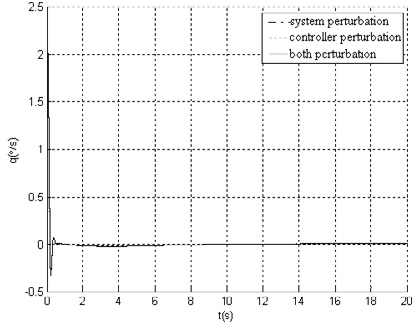 2.5
system perturbation
controller perturbation
both perturbation
2
1.5
1
0.5
0
-0.5
q(°/s)
0 2 4 6 8 10 12 14 16 18 20
t(s)